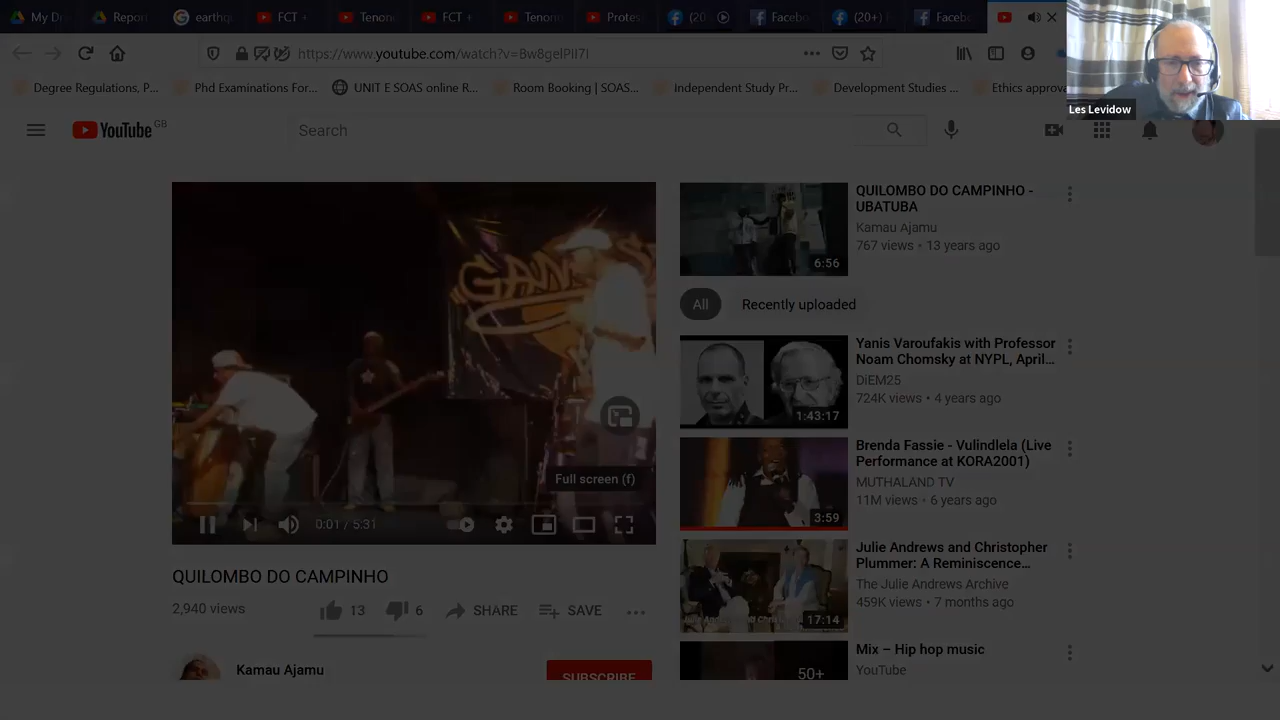 My Dr
Report
earthqu
FCT +
Tenond
FCT +
Tenon
Protes
(20+
Facebo
(20+) F
Facebo
https://www.youtube.com/watch?v=Bw8gelPIl7I
Degree Regulations, P...
Phd Examinations For...
UNIT E SOAS online R...
Room Booking | SOAS...
Independent Study Pr...
Development Studies ...
Ethics approva
Les Levidow
YouTube GB
Search
QUILOMBO DO CAMPINHO -
UBATUBA
Kamau Ajamu
767 views • 13 years ago
6:56
All
Recently uploaded
Yanis Varoufakis with Professor
Noam Chomsky at NYPL, April...
DiEM25
724K views • 4 years ago
1:43:17
Brenda Fassie - Vulindlela (Live
Performance at KORA2001)
MUTHALAND TV
11M views • 6 years ago
3:59
Julie Andrews and Christopher
Plummer: A Reminiscence...
The Julie Andrews Archive
459K views • 7 months ago
17:14
Mix – Hip hop music
YouTube
50+
Full screen (f)
0:01 / 5:31
QUILOMBO DO CAMPINHO
2,940 views
13
6
SHARE
SAVE
Kamau Ajamu
SUBSCRIBE